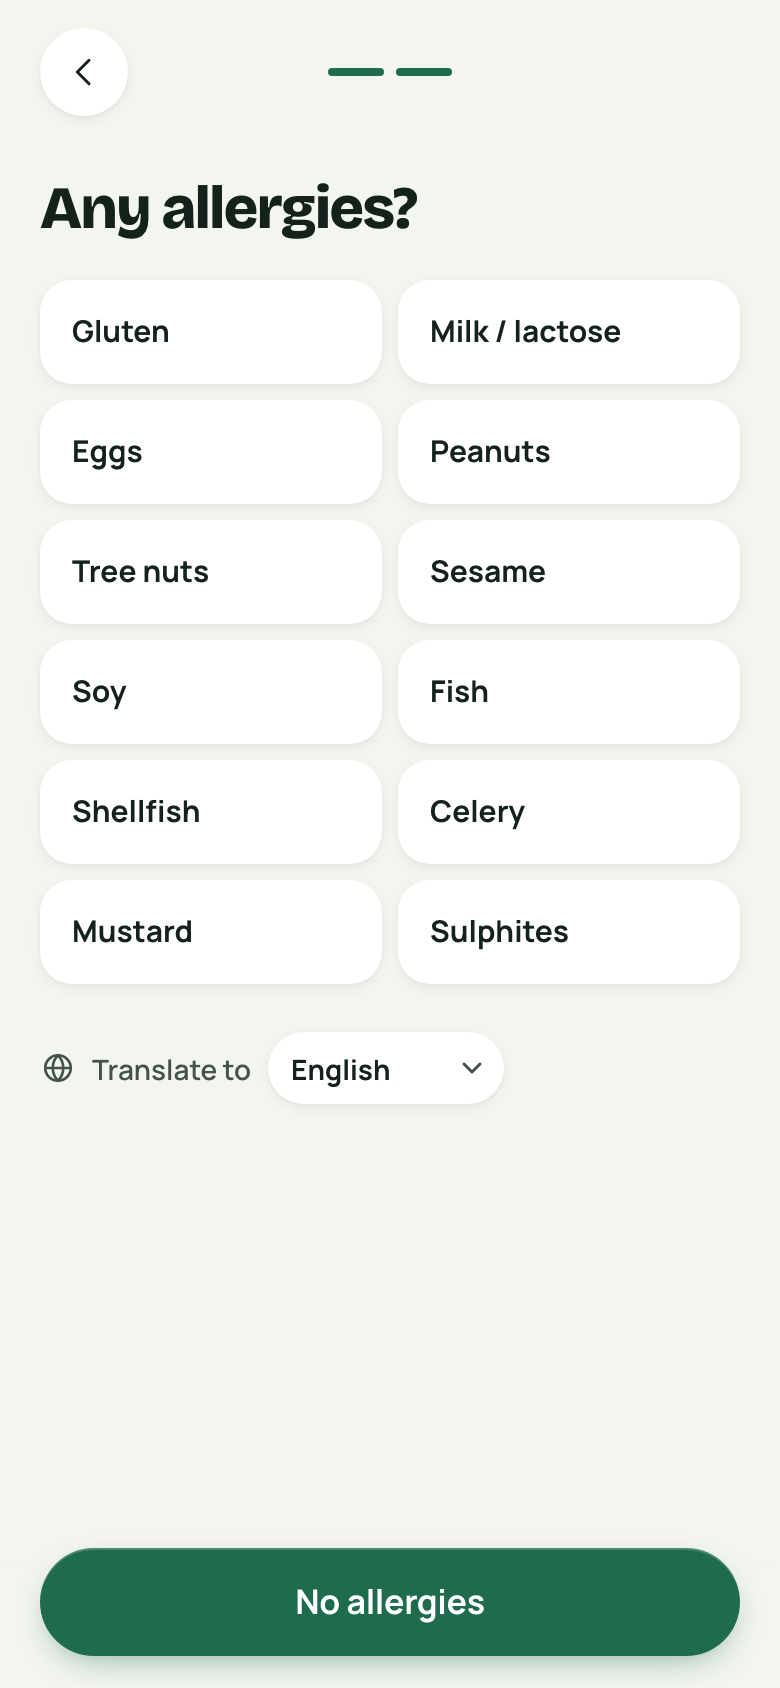 Any allergies?
Gluten
Milk / lactose
Eggs
Peanuts
Tree nuts
Sesame
Soy
Fish
Shellfish
Celery
Mustard
Sulphites
Translate to English
No allergies